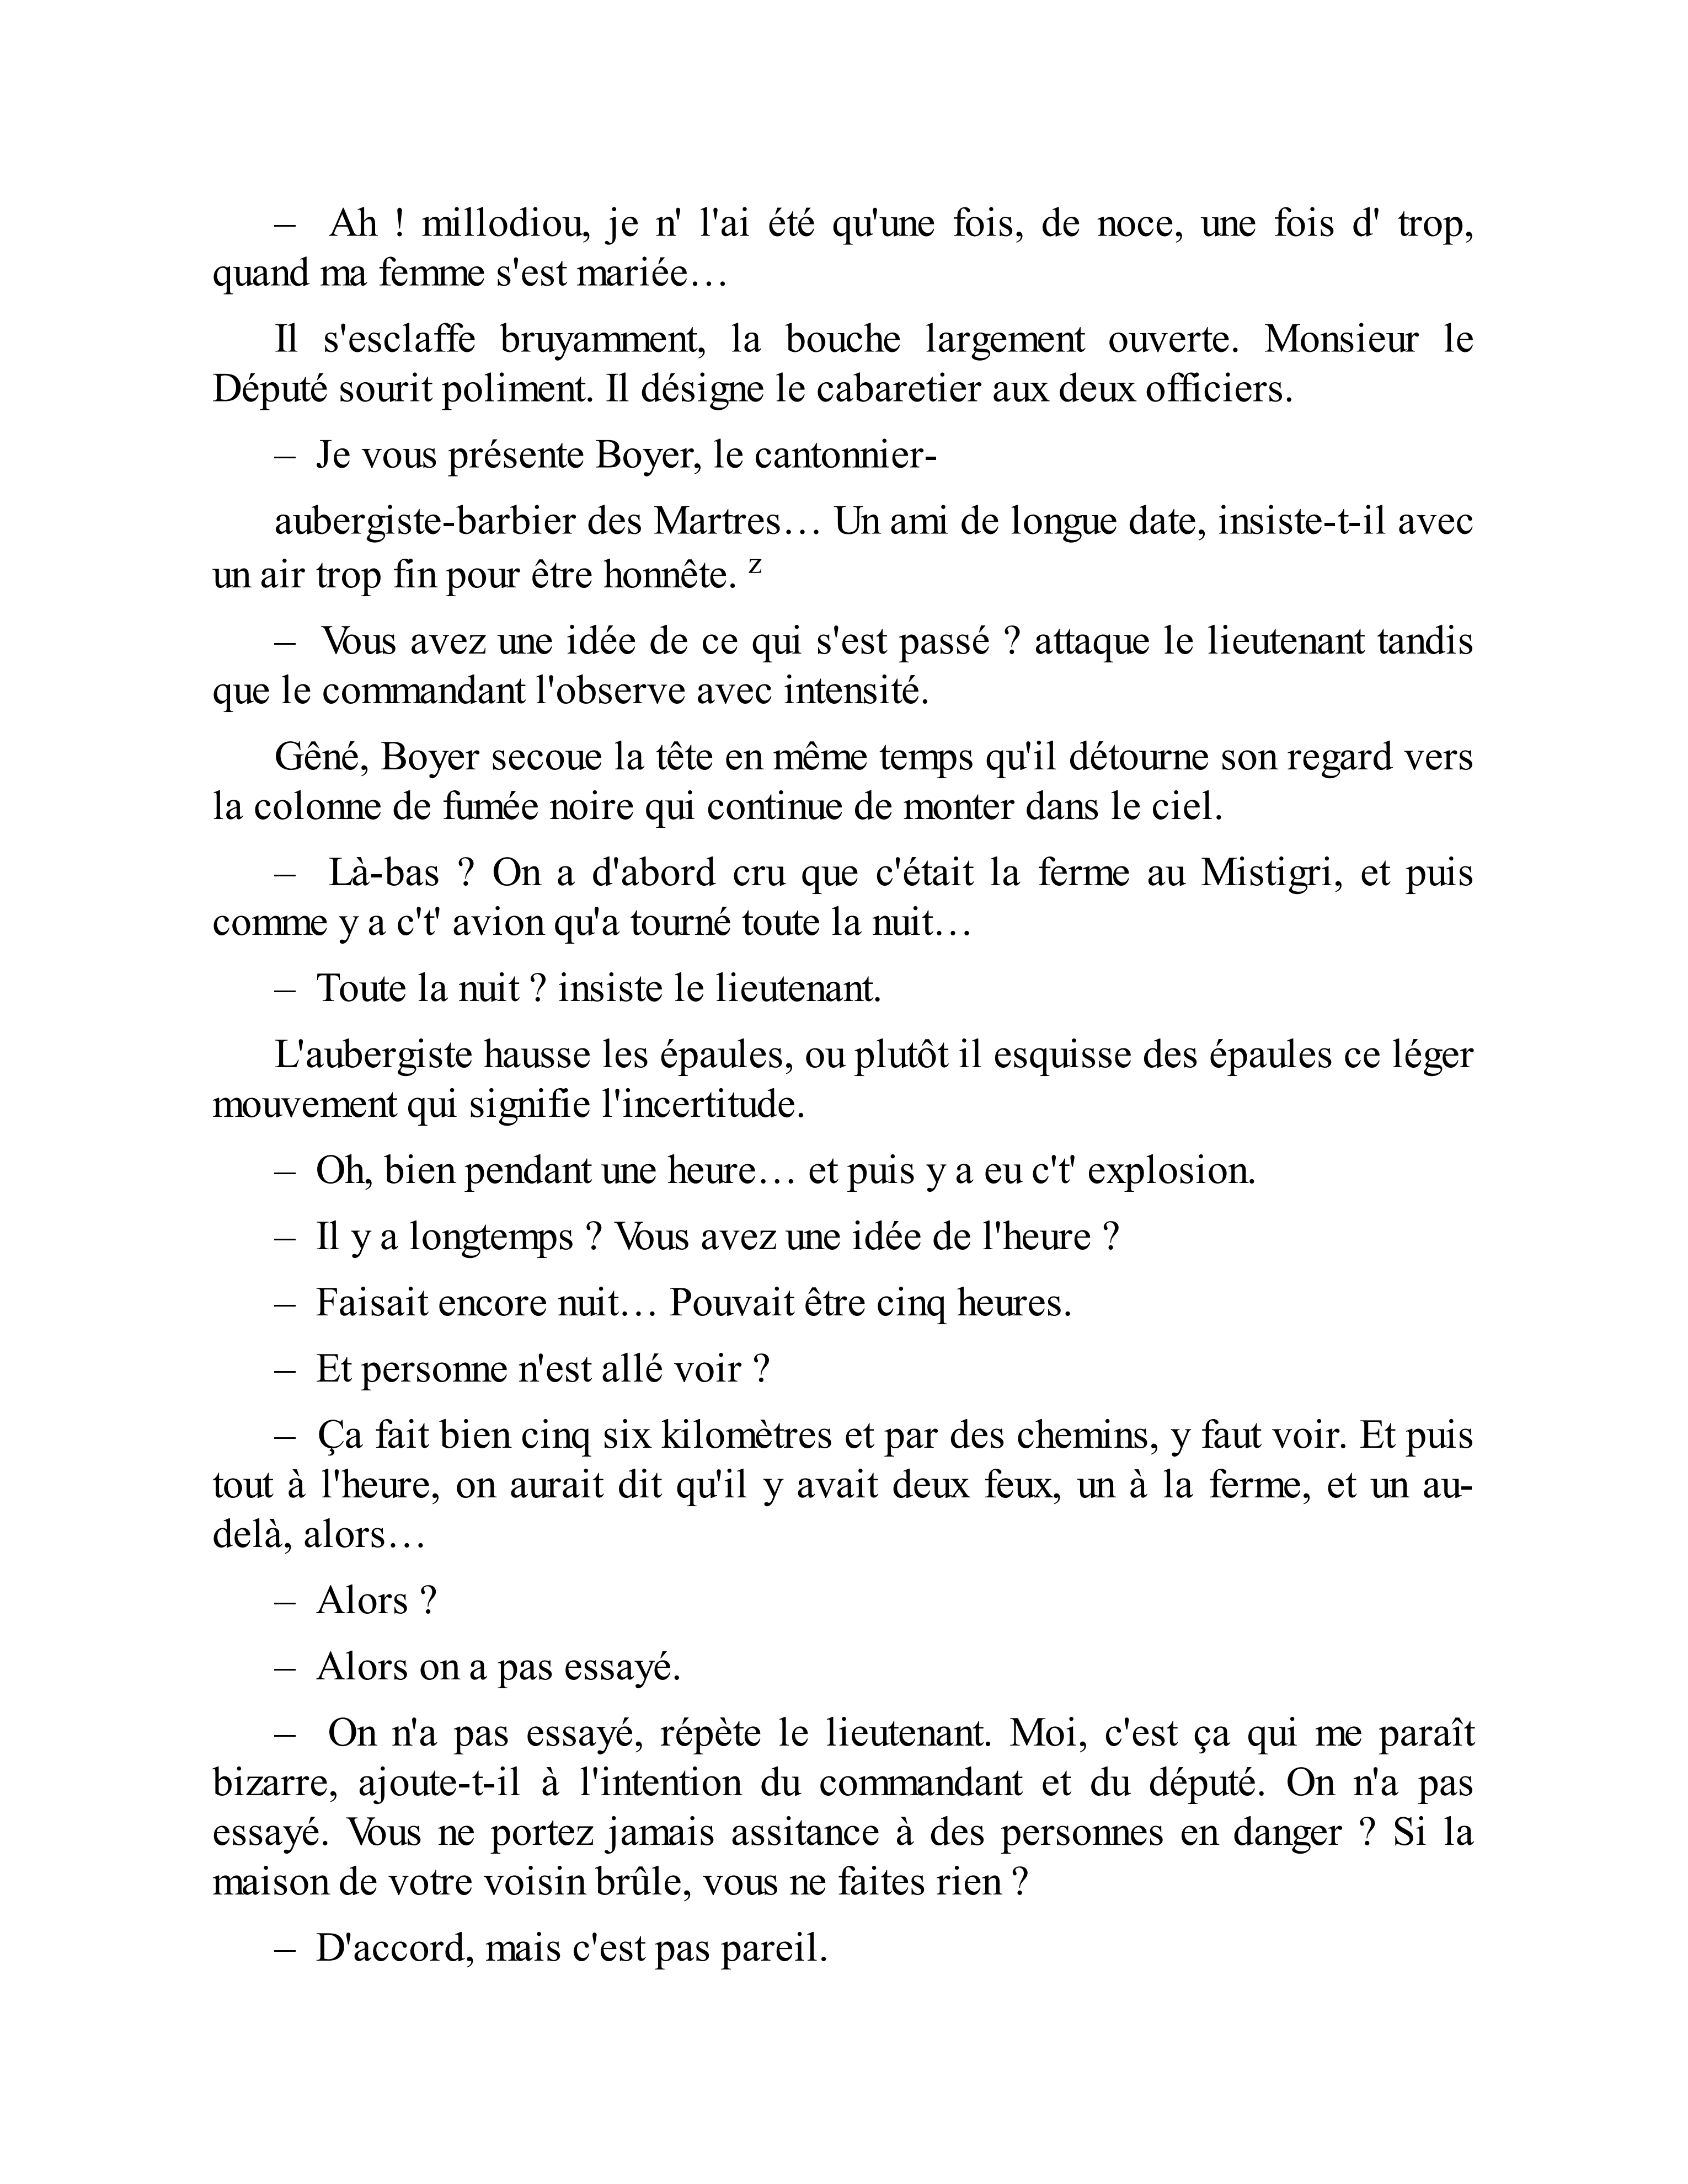 – Ah ! millodiou, je n' l'ai été qu'une fois, de noce, une fois d' trop,
quand ma femme s'est mariée…
Il s'esclaffe bruyamment, la bouche largement ouverte. Monsieur le
Député sourit poliment. Il désigne le cabaretier aux deux officiers.
– Je vous présente Boyer, le cantonnier-
aubergiste-barbier des Martres… Un ami de longue date, insiste-t-il avec
un air trop fin pour être honnête. z
– Vous avez une idée de ce qui s'est passé ? attaque le lieutenant tandis
que le commandant l'observe avec intensité.
Gêné, Boyer secoue la tête en même temps qu'il détourne son regard vers
la colonne de fumée noire qui continue de monter dans le ciel.
– Là-bas ? On a d'abord cru que c'était la ferme au Mistigri, et puis
comme y a c't' avion qu'a tourné toute la nuit…
– Toute la nuit ? insiste le lieutenant.
L'aubergiste hausse les épaules, ou plutôt il esquisse des épaules ce léger
mouvement qui signifie l'incertitude.
– Oh, bien pendant une heure… et puis y a eu c't' explosion.
– Il y a longtemps ? Vous avez une idée de l'heure ?
– Faisait encore nuit… Pouvait être cinq heures.
– Et personne n'est allé voir ?
– Ça fait bien cinq six kilomètres et par des chemins, y faut voir. Et puis
tout à l'heure, on aurait dit qu'il y avait deux feux, un à la ferme, et un au-
delà, alors…
– Alors ?
– Alors on a pas essayé.
– On n'a pas essayé, répète le lieutenant. Moi, c'est ça qui me paraît
bizarre, ajoute-t-il à l'intention du commandant et du député. On n'a pas
essayé. Vous ne portez jamais assitance à des personnes en danger ? Si la
maison de votre voisin brûle, vous ne faites rien ?
– D'accord, mais c'est pas pareil.